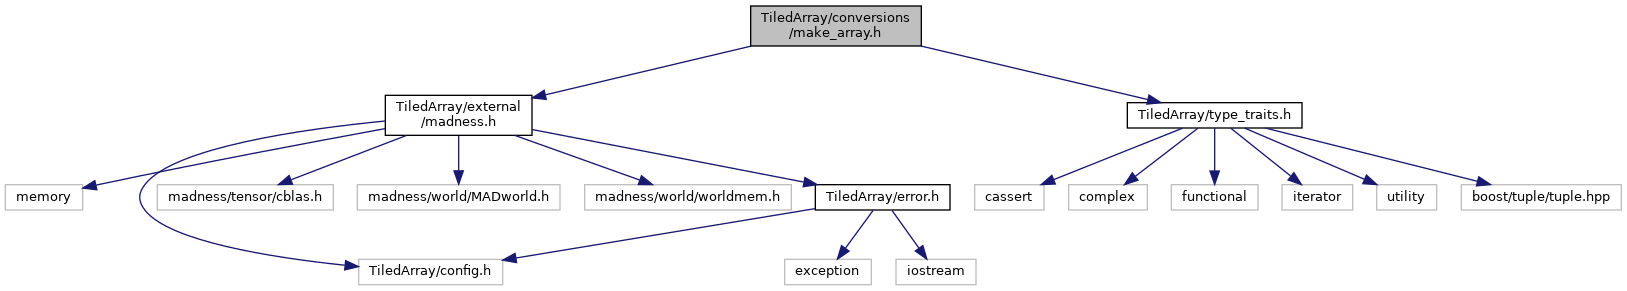 TiledArray/conversions
/make_array.h
TiledArray/external
/madness.h
TiledArray/type_traits.h
memory
madness/tensor/cblas.h
madness/world/MADworld.h
madness/world/worldmem.h
TiledArray/error.h
cassert
complex
functional
iterator
utility
boost/tuple/tuple.hpp
TiledArray/config.h
exception
iostream